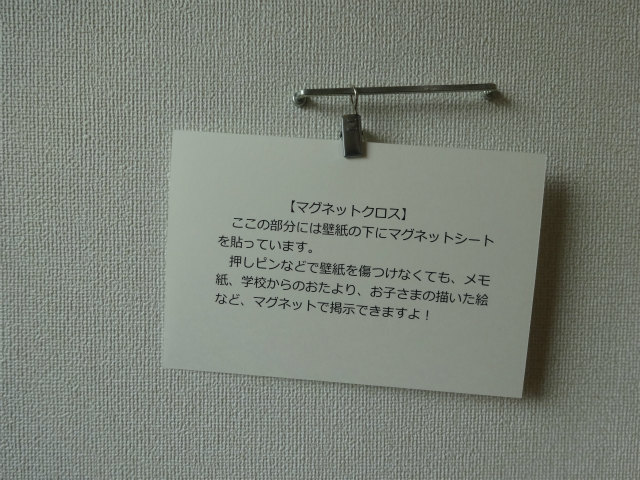 【マグネットクロス】
ここの部分には壁紙の下にマグネットシート
を貼っています。
押しピンなどで壁紙を傷つけなくても、メモ
紙、学校からのおたより、お子さまの描いた絵
など、マグネットで掲示できますよ！